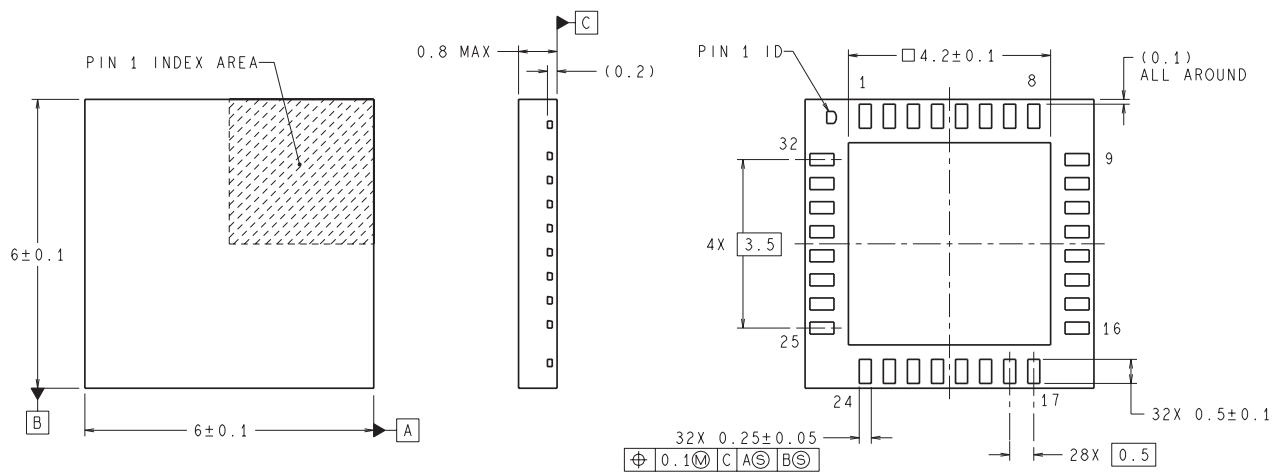 C
0.8 MAX
PIN 1 INDEX AREA
(0.2)
PIN 1 ID
□ 4.2±0.1
(0.1)
ALL AROUND
1
8
32
9
6±0.1
4X 3.5
25
16
24
17
B
6±0.1
A
32X 0.5±0.1
32X 0.25±0.05
⌖ 0.1Ⓜ C AⓈ BⓈ
28X 0.5